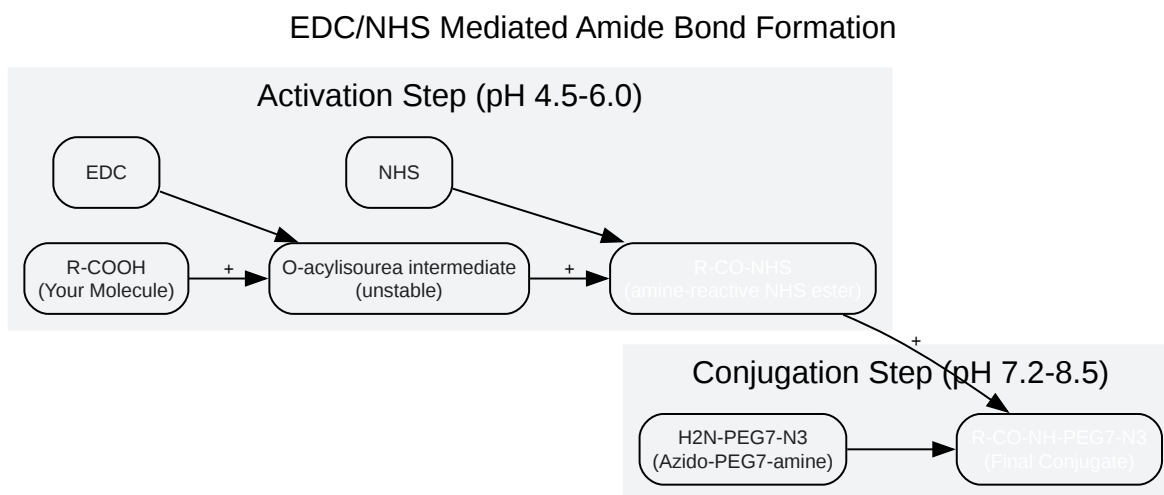 EDC/NHS Mediated Amide Bond Formation
Activation Step (pH 4.5-6.0)
EDC
NHS
R-COOH
(Your Molecule)
+
O-acylisourea intermediate
(unstable)
+
R-CO-NHS
(amine-reactive NHS ester)
+
Conjugation Step (pH 7.2-8.5)
H2N-PEG7-N3
(Azido-PEG7-amine)
R-CO-NH-PEG7-N3
(Final Conjugate)